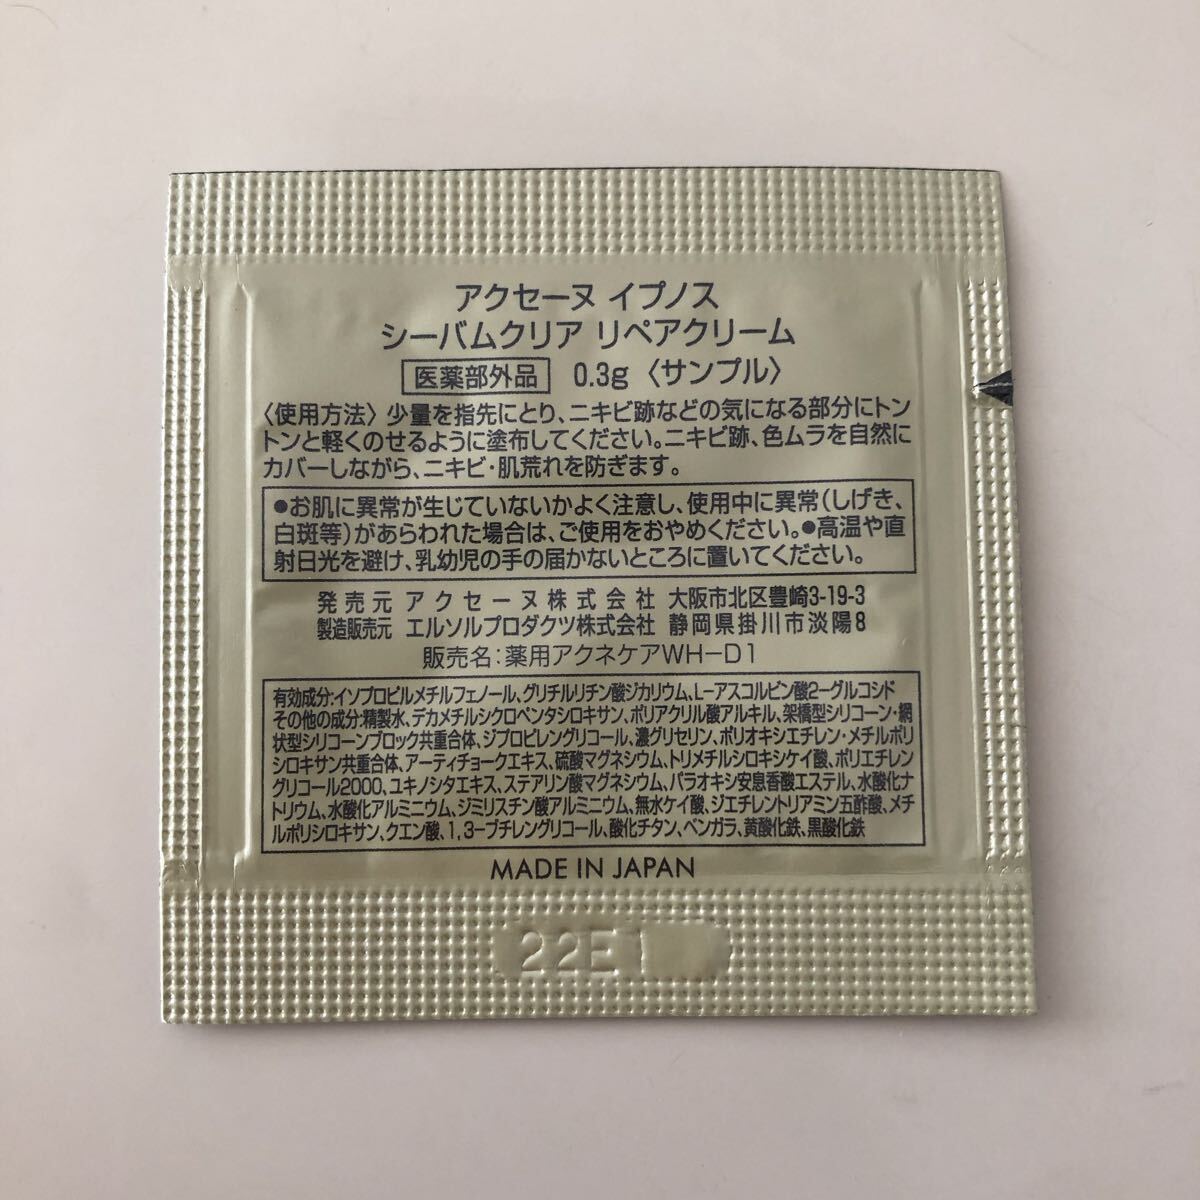 アクセーヌ イプノス
シーバムクリア リペアクリーム
医薬部外品 0.3g〈サンプル〉
〈使用方法〉少量を指先にとり、ニキビ跡などの気になる部分にトン
トンと軽くのせるように塗布してください。ニキビ跡、色ムラを自然に
カバーしながら、ニキビ・肌荒れを防ぎます。
●お肌に異常が生じていないかよく注意し、使用中に異常(しげき、
白斑等)があらわれた場合は、ご使用をおやめください。●高温や直
射日光を避け、乳幼児の手の届かないところに置いてください。
発売元 アクセーヌ株式会社 大阪市北区豊崎3-19-3
製造販売元 エルソルプロダクツ株式会社 静岡県掛川市淡陽8
販売名:薬用アクネケアWH-D1
有効成分:イソプロピルメチルフェノール、グリチルリチン酸ジカリウム、L-アスコルビン酸2-グルコシド
その他の成分:精製水、デカメチルシクロペンタシロキサン、ポリアクリル酸アルキル、架橋型シリコーン・網
状型シリコーンブロック共重合体、ジプロピレングリコール、濃グリセリン、ポリオキシエチレン・メチルポリ
シロキサン共重合体、アーティチョークエキス、硫酸マグネシウム、トリメチルシロキシケイ酸、ポリエチレン
グリコール2000、ユキノシタエキス、ステアリン酸マグネシウム、パラオキシ安息香酸エステル、水酸化ナ
トリウム、水酸化アルミニウム、ジミリスチン酸アルミニウム、無水ケイ酸、ジエチレントリアミン五酢酸、メチ
ルポリシロキサン、クエン酸、1,3-ブチレングリコール、酸化チタン、ベンガラ、黄酸化鉄、黒酸化鉄
MADE IN JAPAN
22E1